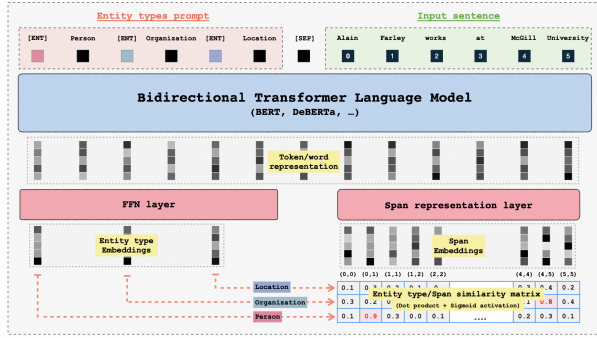 Entity types prompt
Input sentence
[ENT] Person [ENT] Organization [ENT] Location [SEP] Alain Farley works at McGill University
0 1 2 3 4 5
Bidirectional Transformer Language Model
(BERT, DeBERTa, …)
Token/word
representation
FFN layer
Span representation layer
Entity type
Embeddings
Span
Embeddings
(0,0) (0,1) (1,1) (1,2) (2,2) (4,4) (4,5) (5,5)
Location 0.1 0.4 0.2
Entity type/Span similarity matrix
Organization 0.3 0.8 0.4
(Dot product + Sigmoid activation)
Person 0.1 0.9 0.3 0.0 0.1 .... 0.2 0.3 0.1